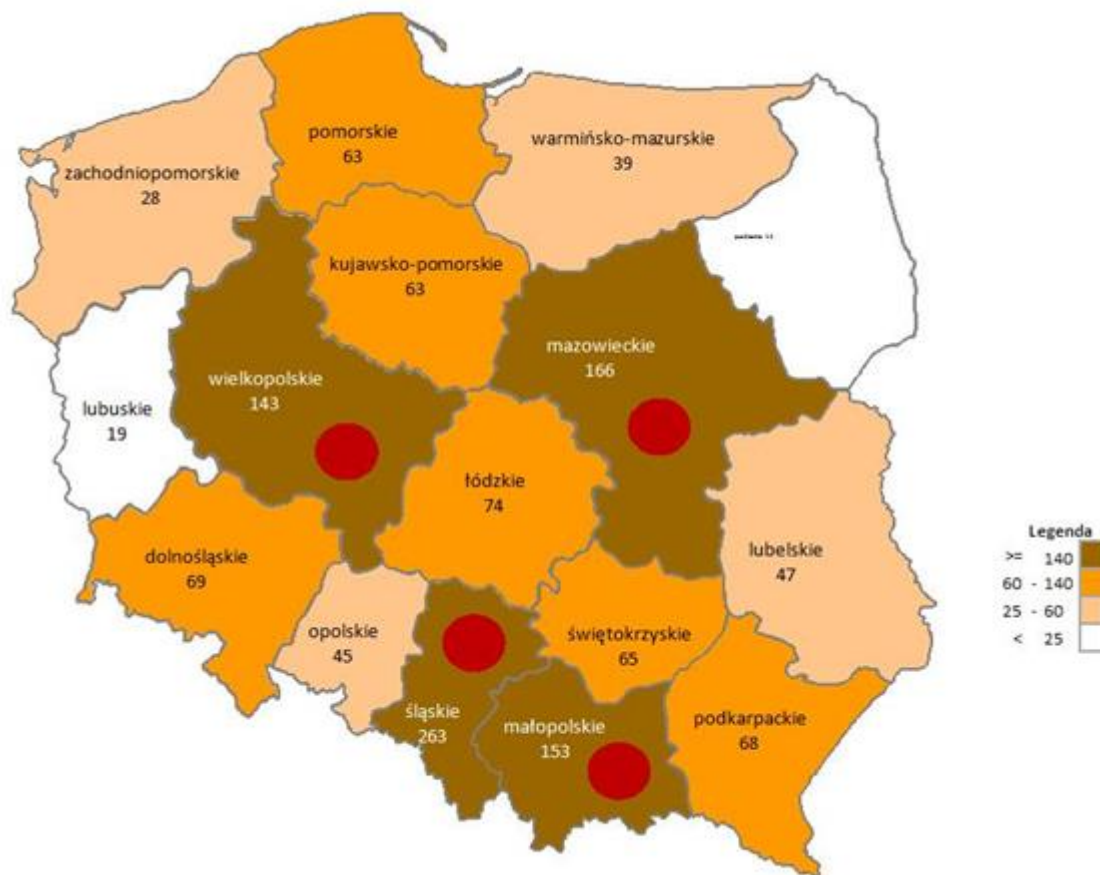 pomorskie
63
warmińsko-mazurskie
39
zachodniopomorskie
28
kujawsko-pomorskie
63
mazowieckie
166
wielkopolskie
143
lubuskie
19
łódzkie
74
dolnośląskie
69
lubelskie
47
opolskie
45
świętokrzyskie
65
śląskie
263
małopolskie
153
podkarpackie
68
Legenda
>= 140
60 - 140
25 - 60
< 25